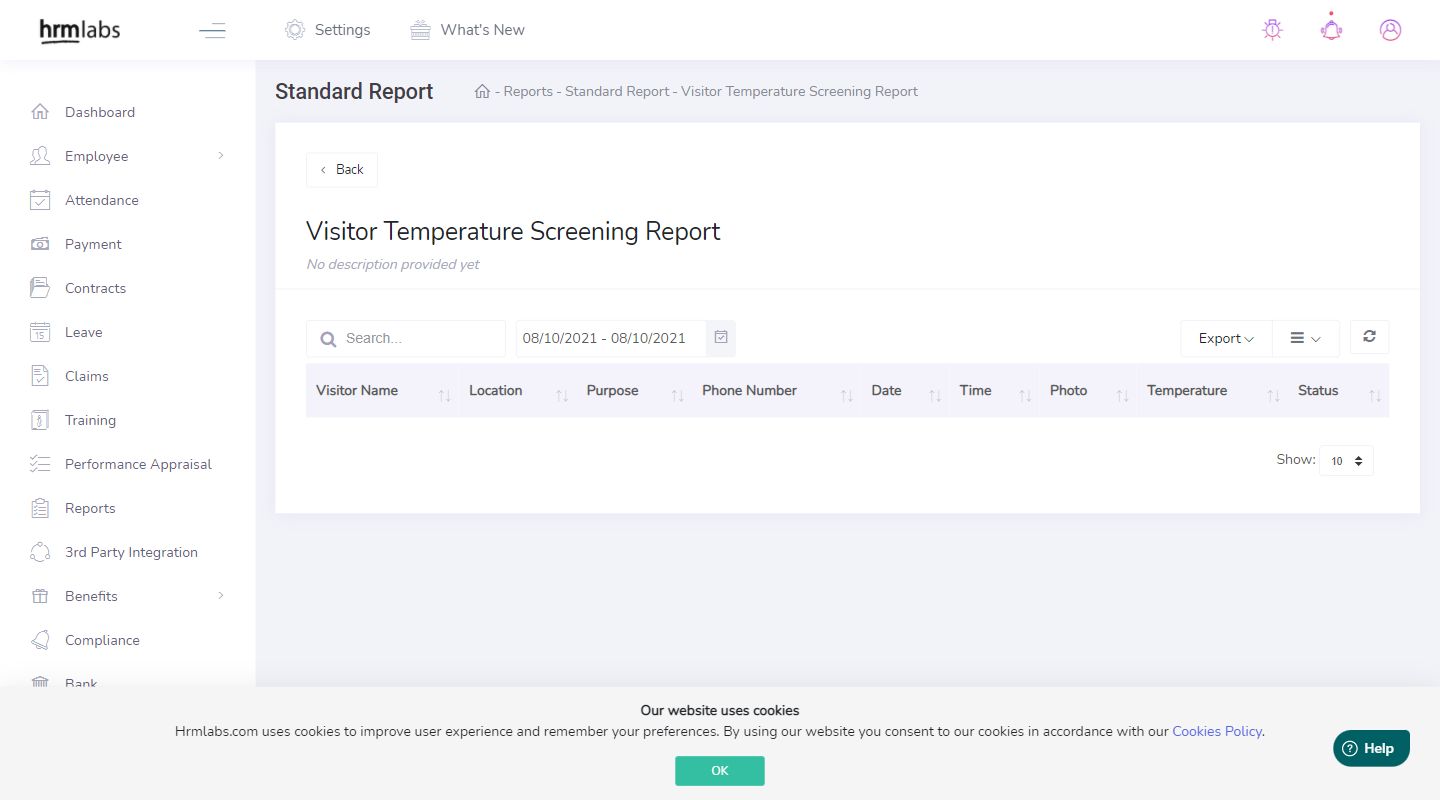 hrmlabs
Settings
What's New
Dashboard
Employee
Attendance
Payment
Contracts
15
Leave
Claims
Training
Performance Appraisal
Reports
3rd Party Integration
Benefits
Compliance
Bank
Standard Report
- Reports - Standard Report - Visitor Temperature Screening Report
Back
Visitor Temperature Screening Report
No description provided yet
Search...
08/10/2021 - 08/10/2021
Export
Visitor Name Location Purpose Phone Number Date Time Photo Temperature Status
Show: 10
Our website uses cookies
Hrmlabs.com uses cookies to improve user experience and remember your preferences. By using our website you consent to our cookies in accordance with our Cookies Policy.
OK
? Help